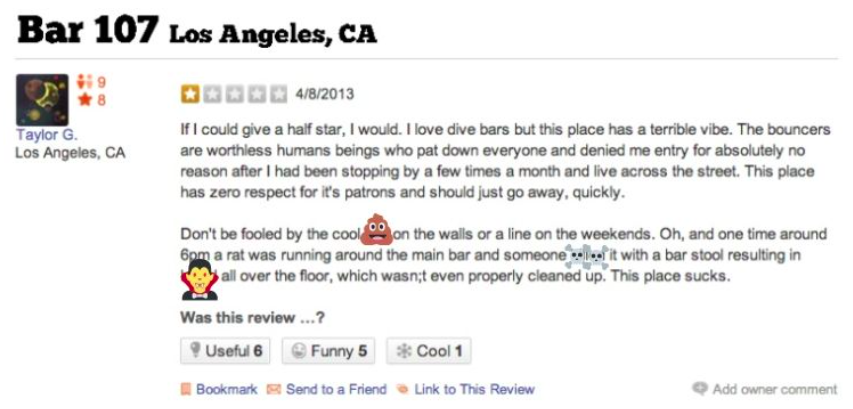 Bar 107 Los Angeles, CA
9
8
4/8/2013
Taylor G.
Los Angeles, CA
If I could give a half star, I would. I love dive bars but this place has a terrible vibe. The bouncers
are worthless humans beings who pat down everyone and denied me entry for absolutely no
reason after I had been stopping by a few times a month and live across the street. This place
has zero respect for it's patrons and should just go away, quickly.
Don't be fooled by the cool on the walls or a line on the weekends. Oh, and one time around
6pm a rat was running around the main bar and someone it with a bar stool resulting in
all over the floor, which wasn;t even properly cleaned up. This place sucks.
Was this review ...?
Useful 6 Funny 5 Cool 1
Bookmark Send to a Friend Link to This Review Add owner comment